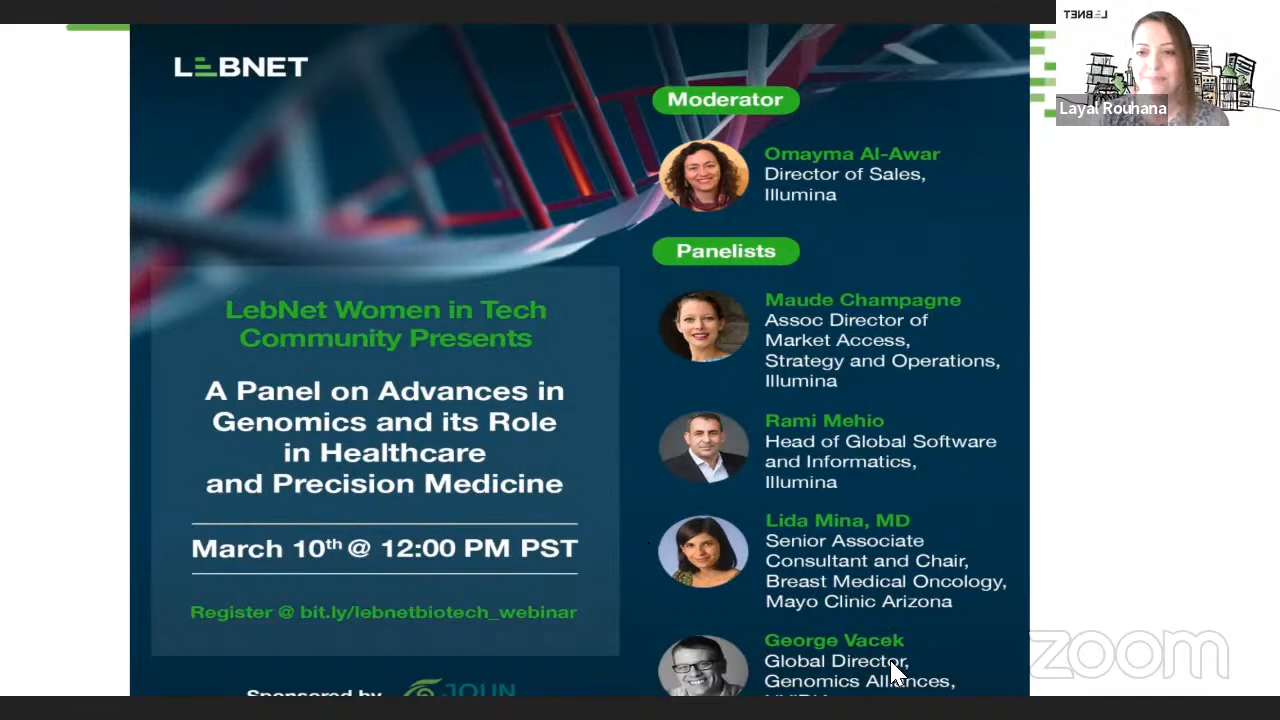 LEBNET
LebNet Women in Tech
Community Presents
A Panel on Advances in
Genomics and its Role
in Healthcare
and Precision Medicine
March 10th @ 12:00 PM PST
Register @ bit.ly/lebnetbiotech_webinar
Sponsored by
Moderator
Omayma Al-Awar
Director of Sales,
Illumina
Panelists
Maude Champagne
Assoc Director of
Market Access,
Strategy and Operations,
Illumina
Rami Mehio
Head of Global Software
and Informatics,
Illumina
Lida Mina, MD
Senior Associate
Consultant and Chair,
Breast Medical Oncology,
Mayo Clinic Arizona
George Vacek
Global Director,
Genomics Alliances,
LEBNET
Layal Rouhana
zoom